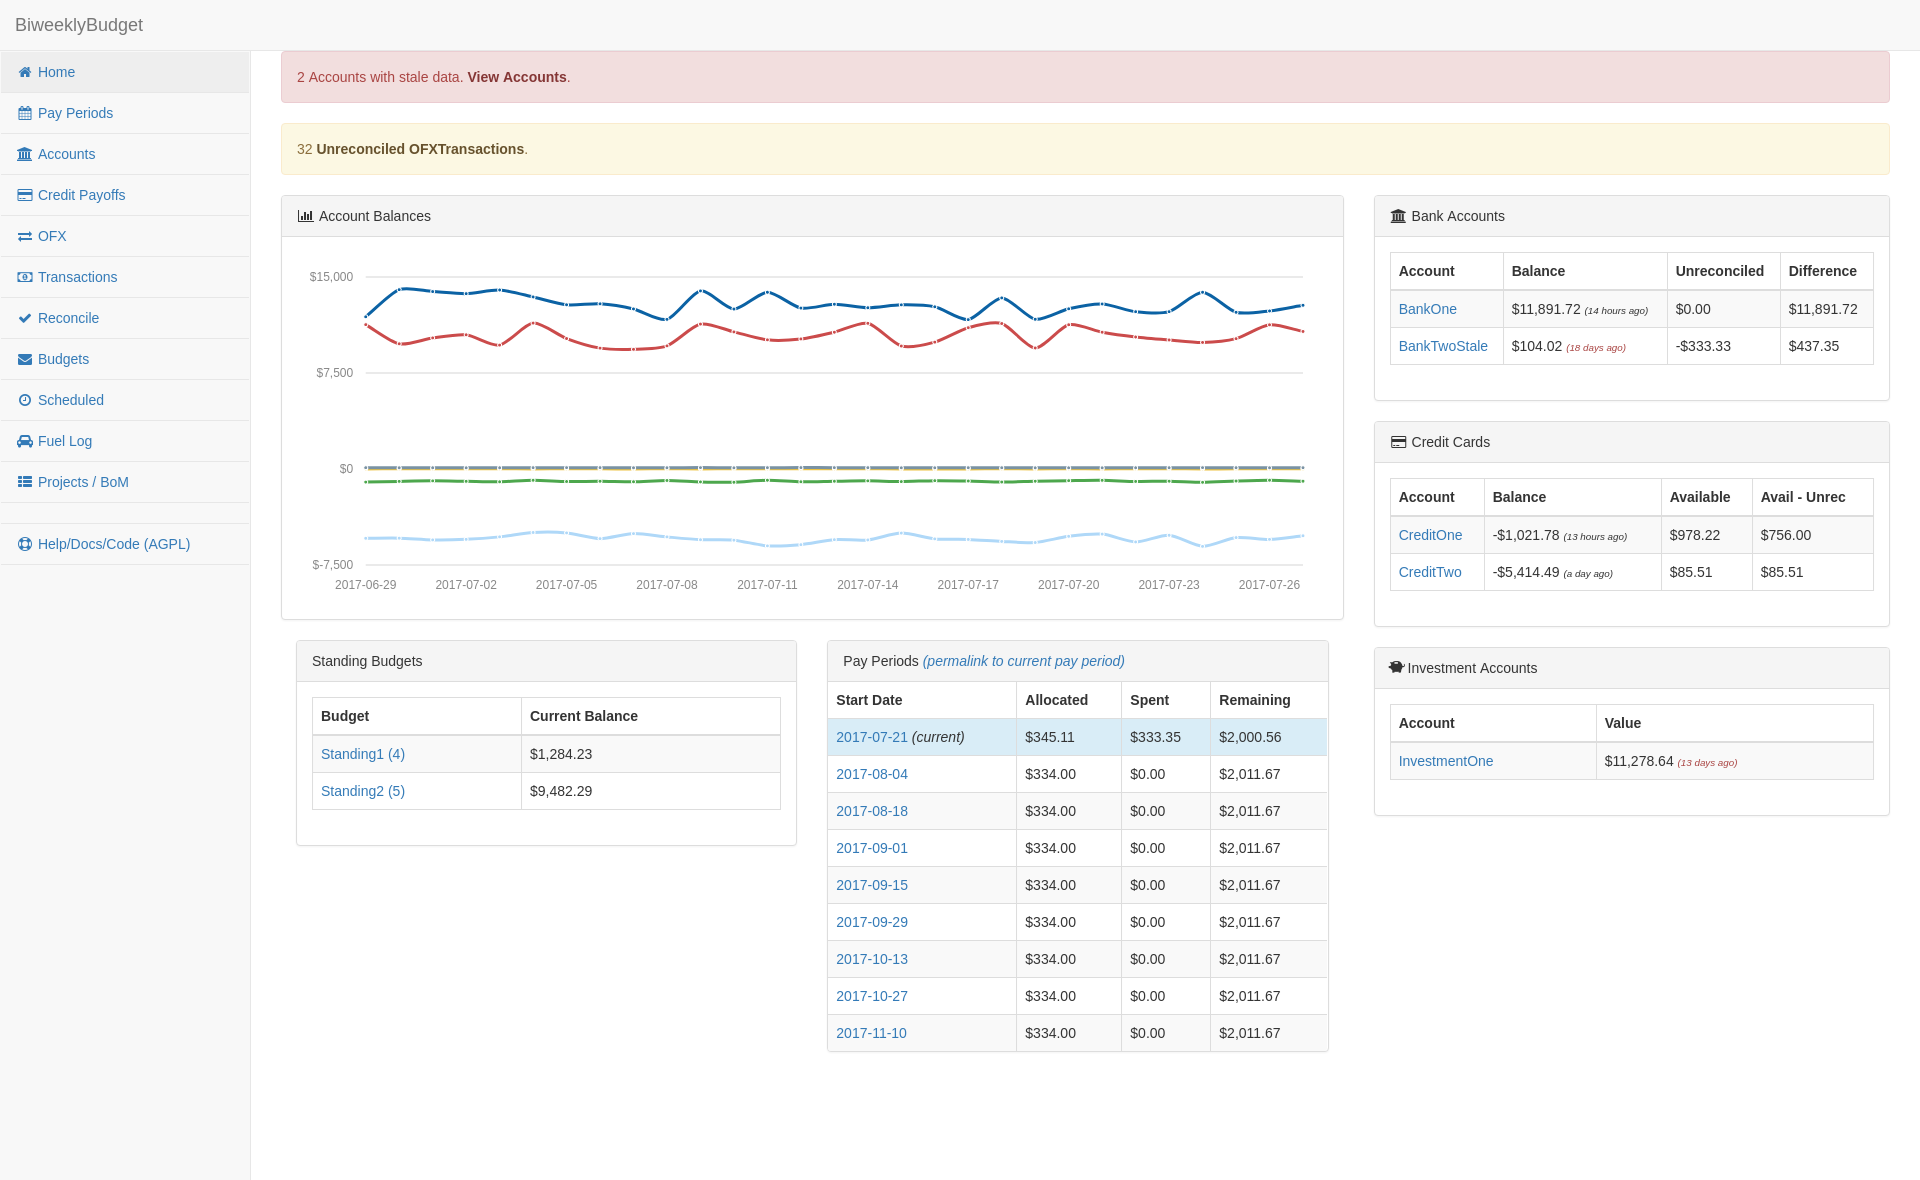 BiweeklyBudget
Home
Pay Periods
Accounts
Credit Payoffs
OFX
Transactions
Reconcile
Budgets
Scheduled
Fuel Log
Projects / BoM
Help/Docs/Code (AGPL)
2 Accounts with stale data. View Accounts.
32 Unreconciled OFXTransactions.
Account Balances
$15,000
$7,500
$0
$-7,500
2017-06-29 2017-07-02 2017-07-05 2017-07-08 2017-07-11 2017-07-14 2017-07-17 2017-07-20 2017-07-23 2017-07-26
Standing Budgets
Budget Current Balance
Standing1 (4) $1,284.23
Standing2 (5) $9,482.29
Pay Periods (permalink to current pay period)
Start Date Allocated Spent Remaining
2017-07-21 (current) $345.11 $333.35 $2,000.56
2017-08-04 $334.00 $0.00 $2,011.67
2017-08-18 $334.00 $0.00 $2,011.67
2017-09-01 $334.00 $0.00 $2,011.67
2017-09-15 $334.00 $0.00 $2,011.67
2017-09-29 $334.00 $0.00 $2,011.67
2017-10-13 $334.00 $0.00 $2,011.67
2017-10-27 $334.00 $0.00 $2,011.67
2017-11-10 $334.00 $0.00 $2,011.67
Bank Accounts
Account Balance Unreconciled Difference
BankOne $11,891.72 (14 hours ago) $0.00 $11,891.72
BankTwoStale $104.02 (18 days ago) -$333.33 $437.35
Credit Cards
Account Balance Available Avail - Unrec
CreditOne -$1,021.78 (13 hours ago) $978.22 $756.00
CreditTwo -$5,414.49 (a day ago) $85.51 $85.51
Investment Accounts
Account Value
InvestmentOne $11,278.64 (13 days ago)